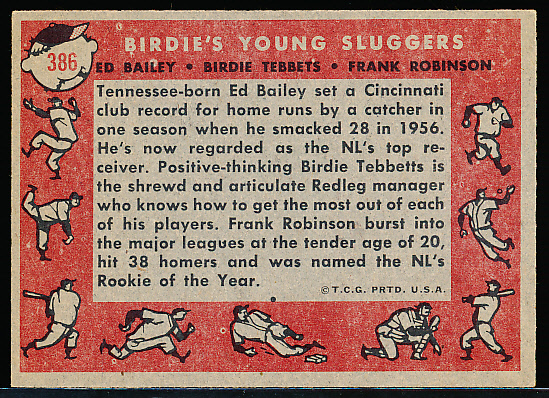 386
BIRDIE'S YOUNG SLUGGERS
ED BAILEY • BIRDIE TEBBETS • FRANK ROBINSON
Tennessee-born Ed Bailey set a Cincinnati
club record for home runs by a catcher in
one season when he smacked 28 in 1956.
He's now regarded as the NL's top re-
ceiver. Positive-thinking Birdie Tebbetts is
the shrewd and articulate Redleg manager
who knows how to get the most out of each
of his players. Frank Robinson burst into
the major leagues at the tender age of 20,
hit 38 homers and was named the NL's
Rookie of the Year.
© T.C.G. PRTD. U.S.A.